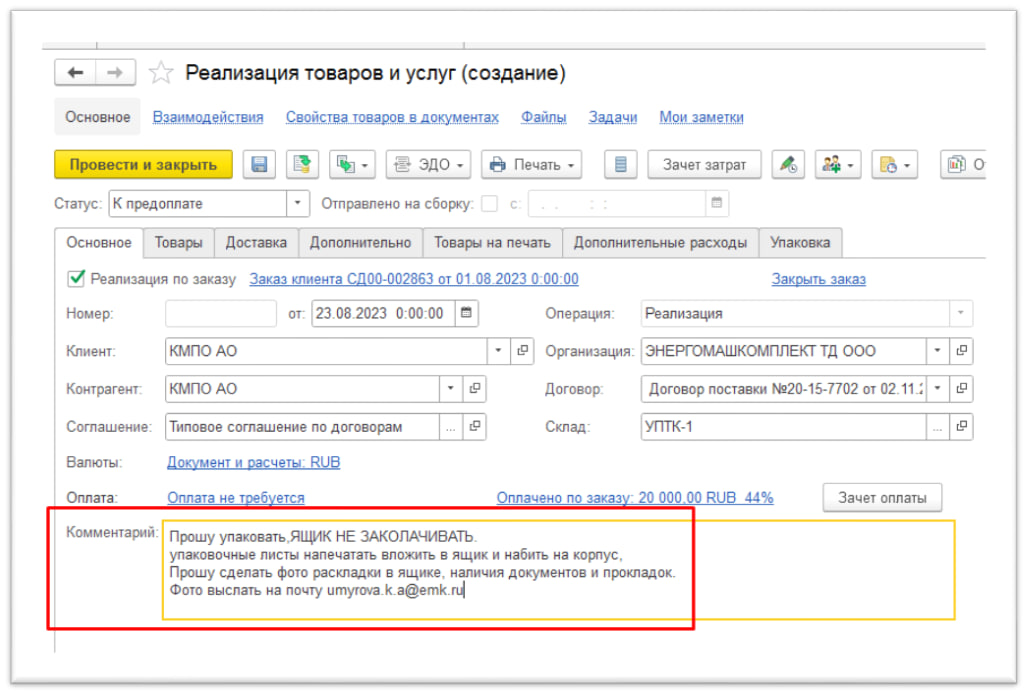 Реализация товаров и услуг (создание)
Основное Взаимодействия Свойства товаров в документах Файлы Задачи Мои заметки
Провести и закрыть ЭДО Печать Зачет затрат
Статус: К предоплате Отправлено на сборку: с: . . : :
Основное Товары Доставка Дополнительно Товары на печать Дополнительные расходы Упаковка
Реализация по заказу Заказ клиента СД00-002863 от 01.08.2023 0:00:00 Закрыть заказ
Номер: от: 23.08.2023 0:00:00 Операция: Реализация
Клиент: КМПО АО Организация: ЭНЕРГОМАШКОМПЛЕКТ ТД ООО
Контрагент: КМПО АО Договор: Договор поставки №20-15-7702 от 02.11.
Соглашение: Типовое соглашение по договорам ... Склад: УПТК-1 ...
Валюты: Документ и расчеты: RUB
Оплата: Оплата не требуется Оплачено по заказу: 20 000,00 RUB 44% Зачет оплаты
Комментарий: Прошу упаковать,ЯЩИК НЕ ЗАКОЛАЧИВАТЬ.
упаковочные листы напечатать вложить в ящик и набить на корпус,
Прошу сделать фото раскладки в ящике, наличия документов и прокладок.
Фото выслать на почту umyrova.k.a@emk.ru